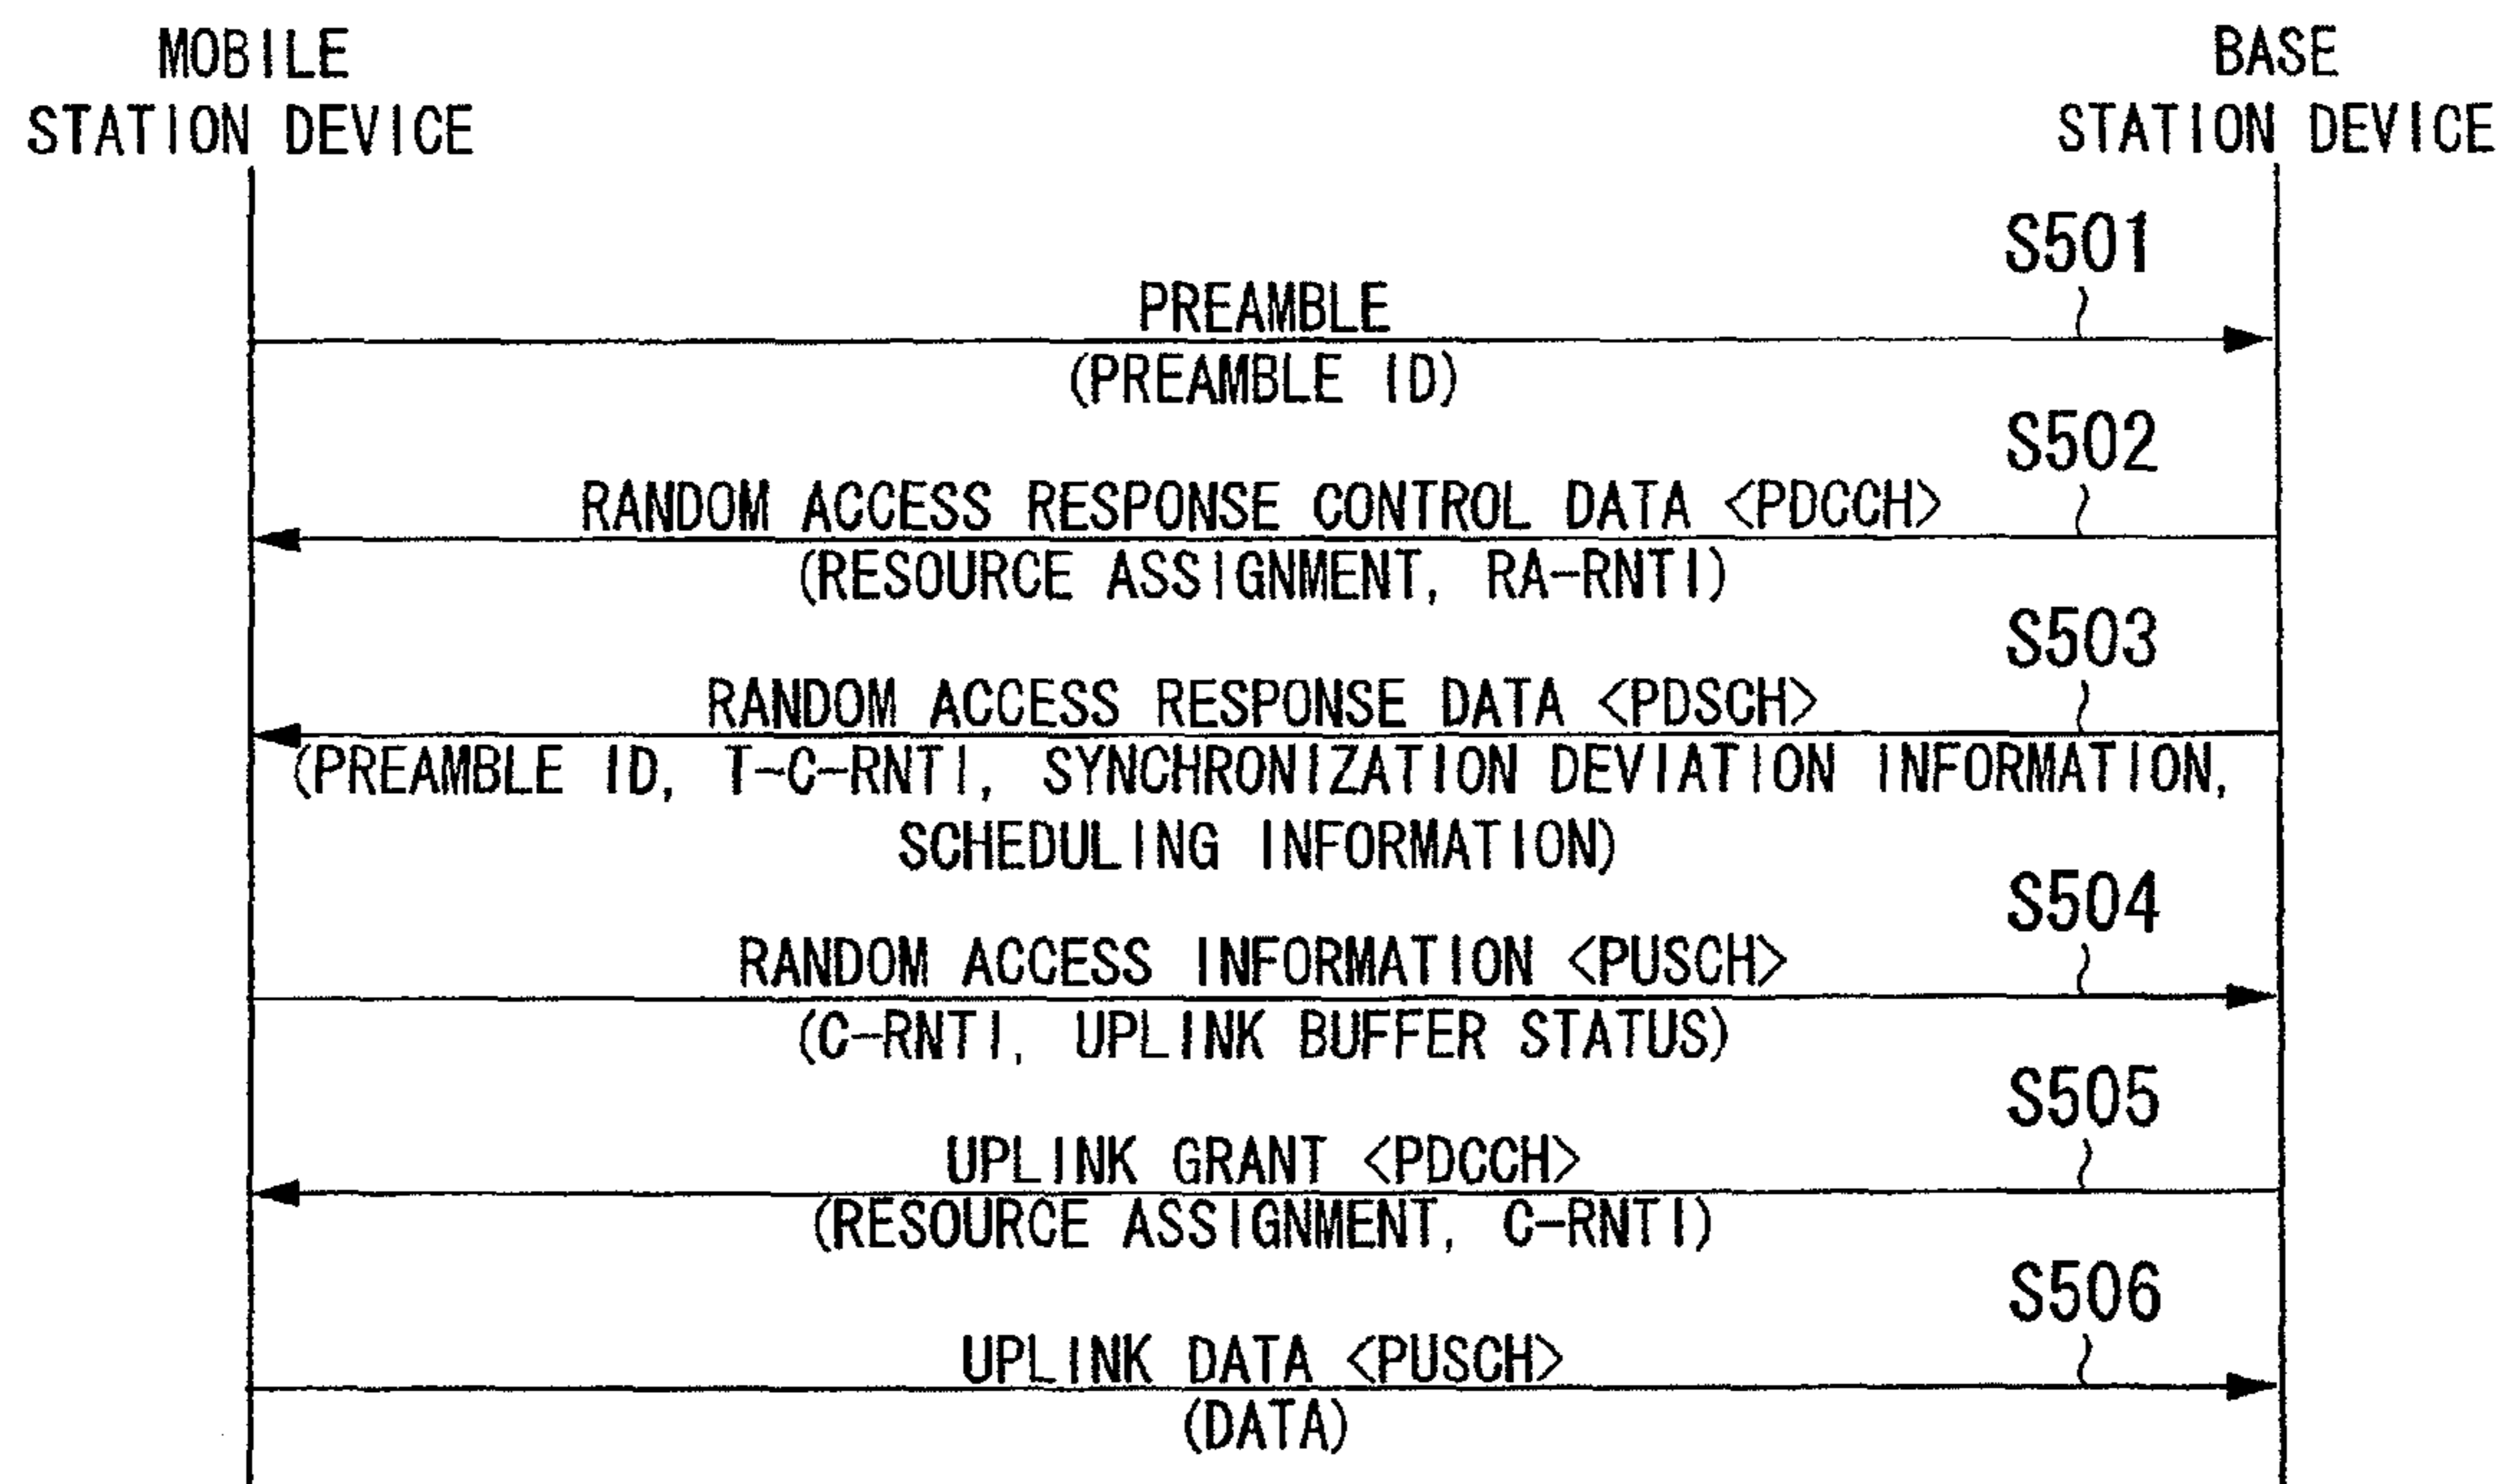 MOBILE
STATION DEVICE
BASE
STATION DEVICE
S501
PREAMBLE
(PREAMBLE ID)
S502
RANDOM ACCESS RESPONSE CONTROL DATA <PDCCH>
(RESOURCE ASSIGNMENT, RA-RNTI)
S503
RANDOM ACCESS RESPONSE DATA <PDSCH>
(PREAMBLE ID, T-C-RNTI, SYNCHRONIZATION DEVIATION INFORMATION,
SCHEDULING INFORMATION)
S504
RANDOM ACCESS INFORMATION <PUSCH>
(C-RNTI, UPLINK BUFFER STATUS)
S505
UPLINK GRANT <PDCCH>
(RESOURCE ASSIGNMENT, C-RNTI)
S506
UPLINK DATA <PUSCH>
(DATA)